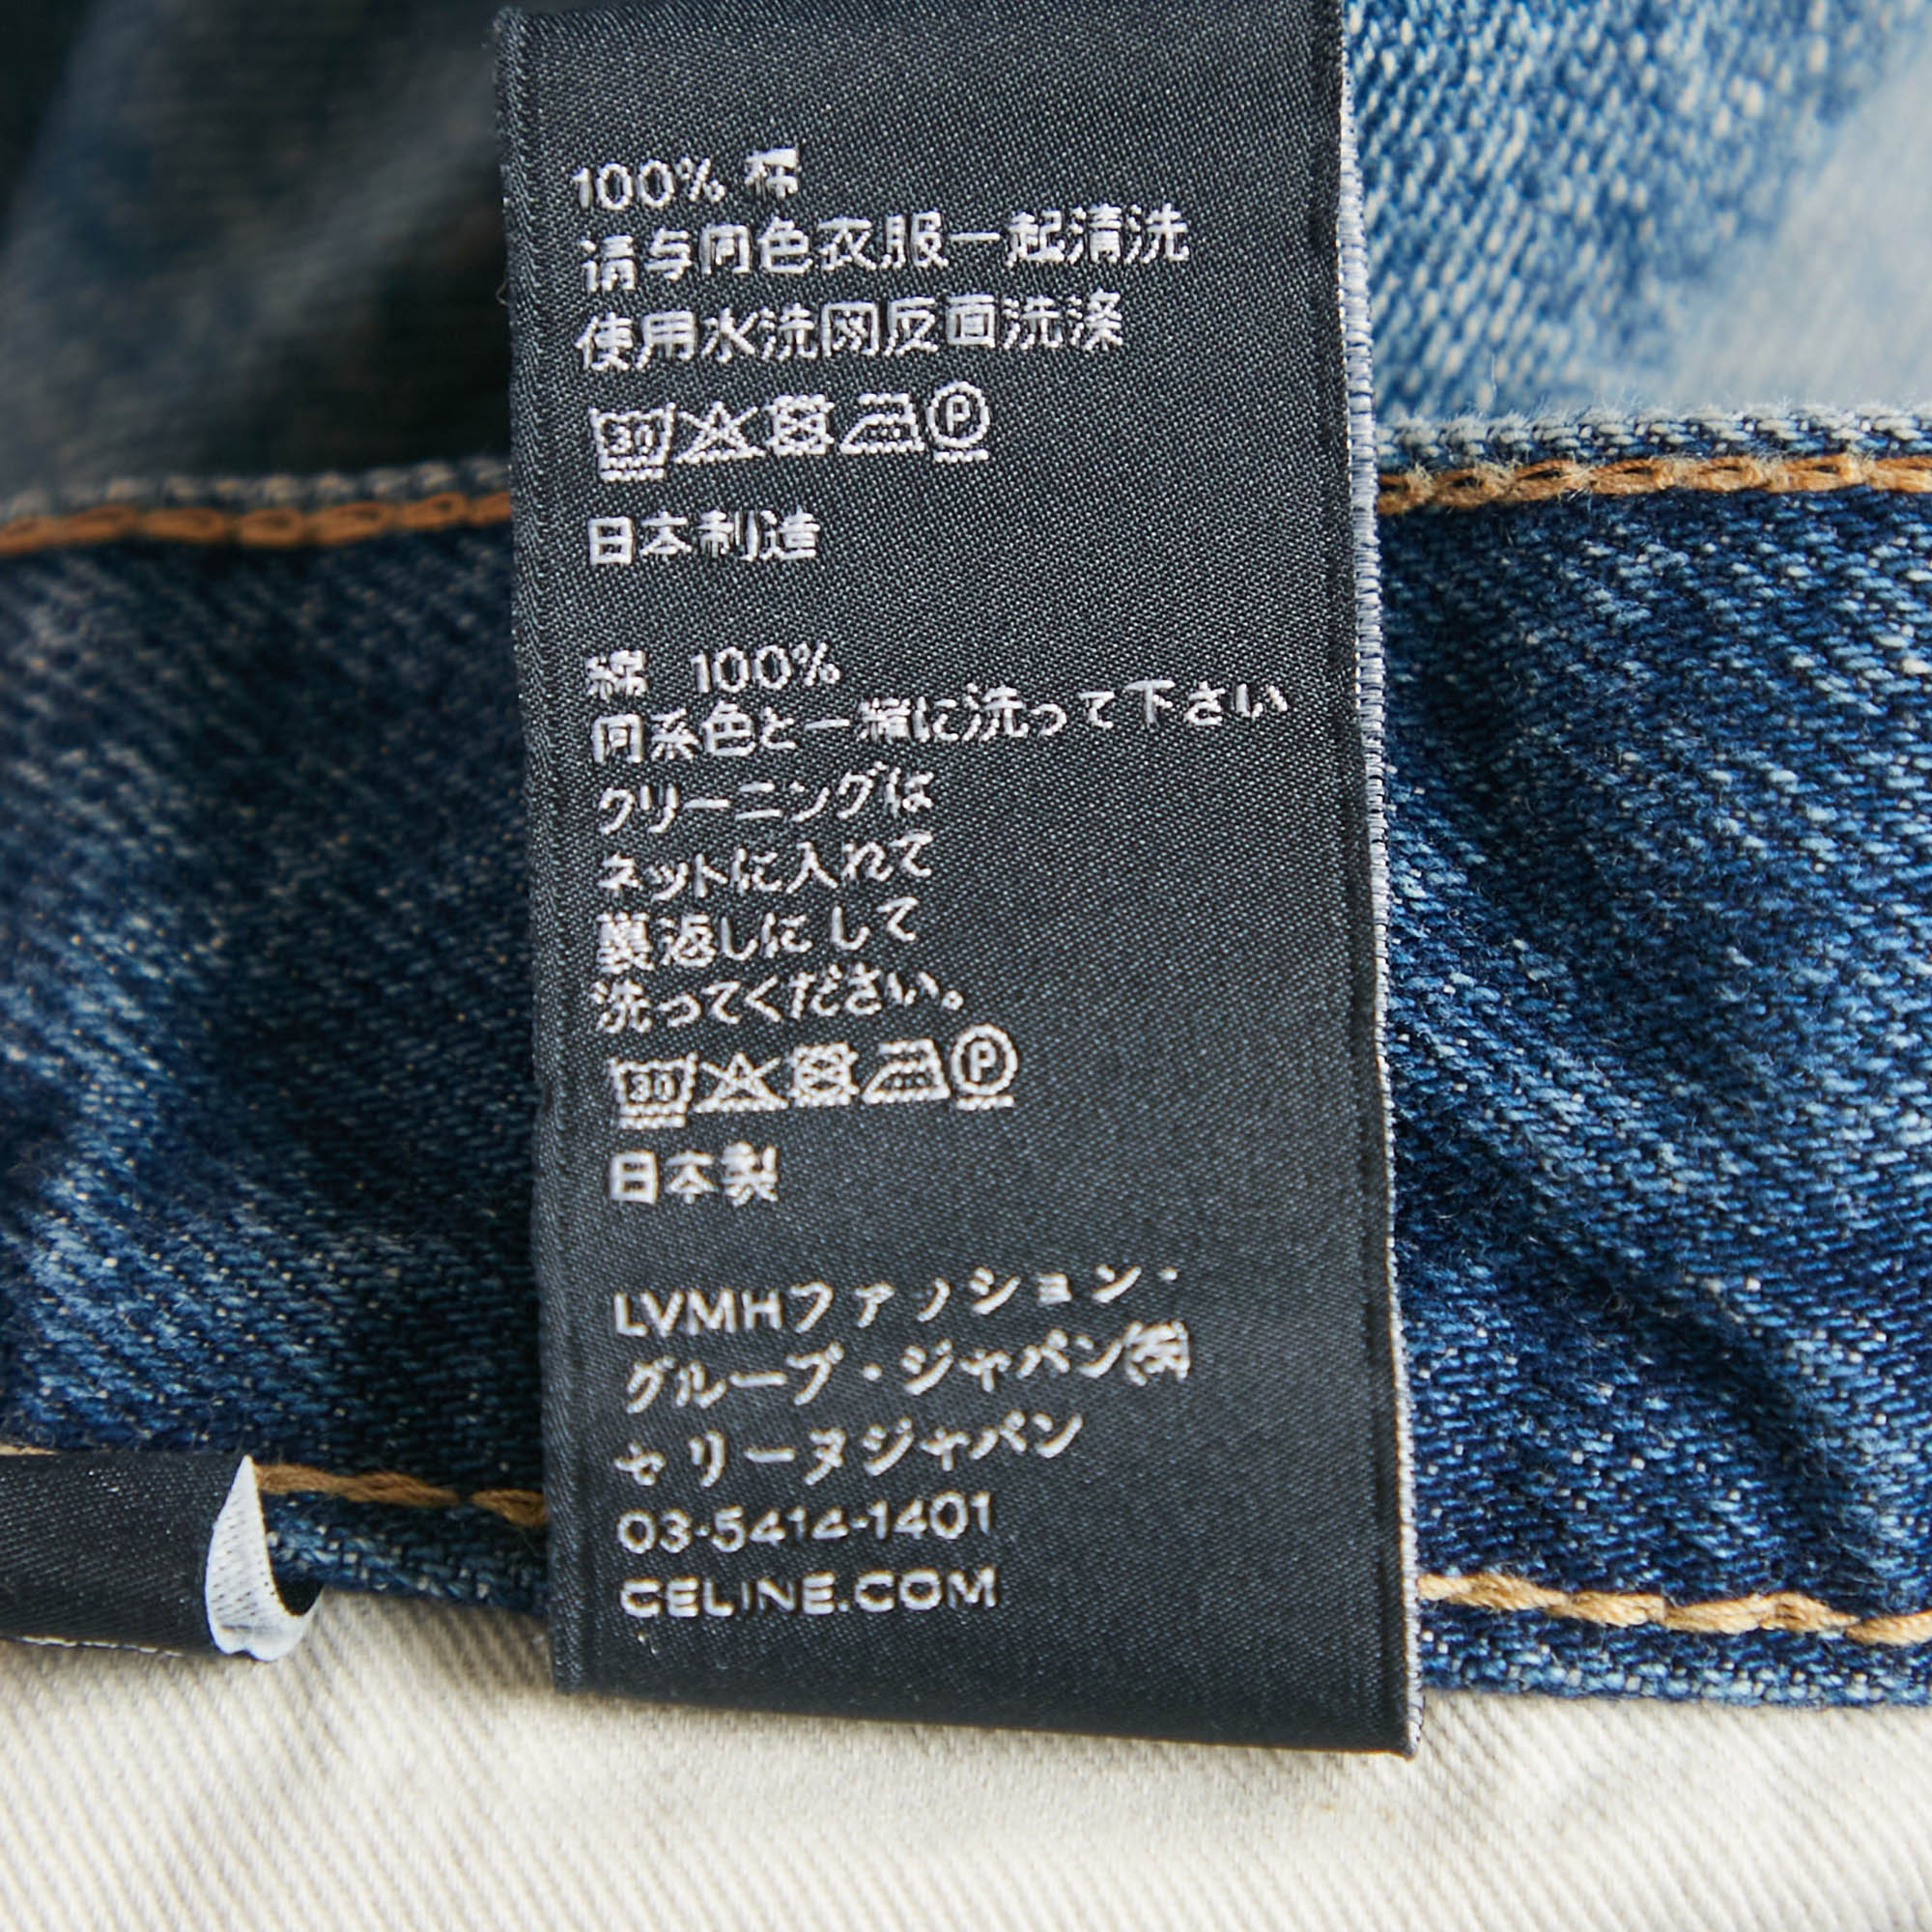 100% 棉
请与同色衣服一起清洗
使用水洗网反面洗涤
30 P
日本制造
綿 100%
同系色と一緒に洗って下さい
クリーニングは
ネットに入れて
裏返しにして
洗ってください。
30 P
日本製
LVMHファッション・
グループ・ジャパン㈱
セリーヌジャパン
03-5414-1401
CELINE.COM